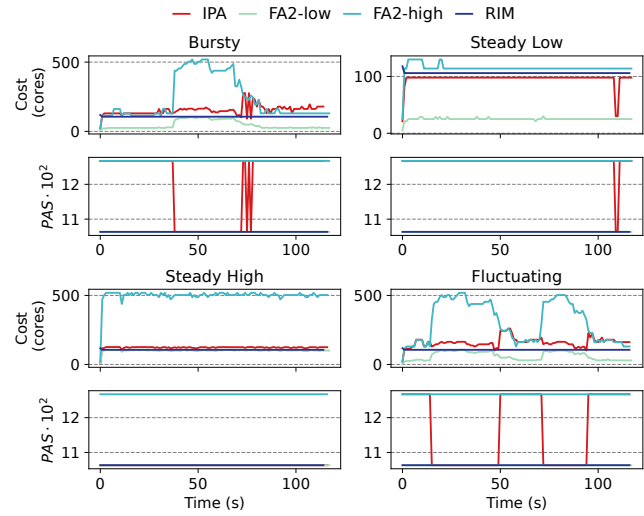 IPA FA2-low FA2-high RIM
Bursty
Steady Low
Cost
(cores)
500
0
100
0
PAS · 10²
12
11
12
11
0 50 100
0 50 100
Steady High
Fluctuating
Cost
(cores)
500
0
500
0
PAS · 10²
12
11
12
11
0 50 100
0 50 100
Time (s)
Time (s)